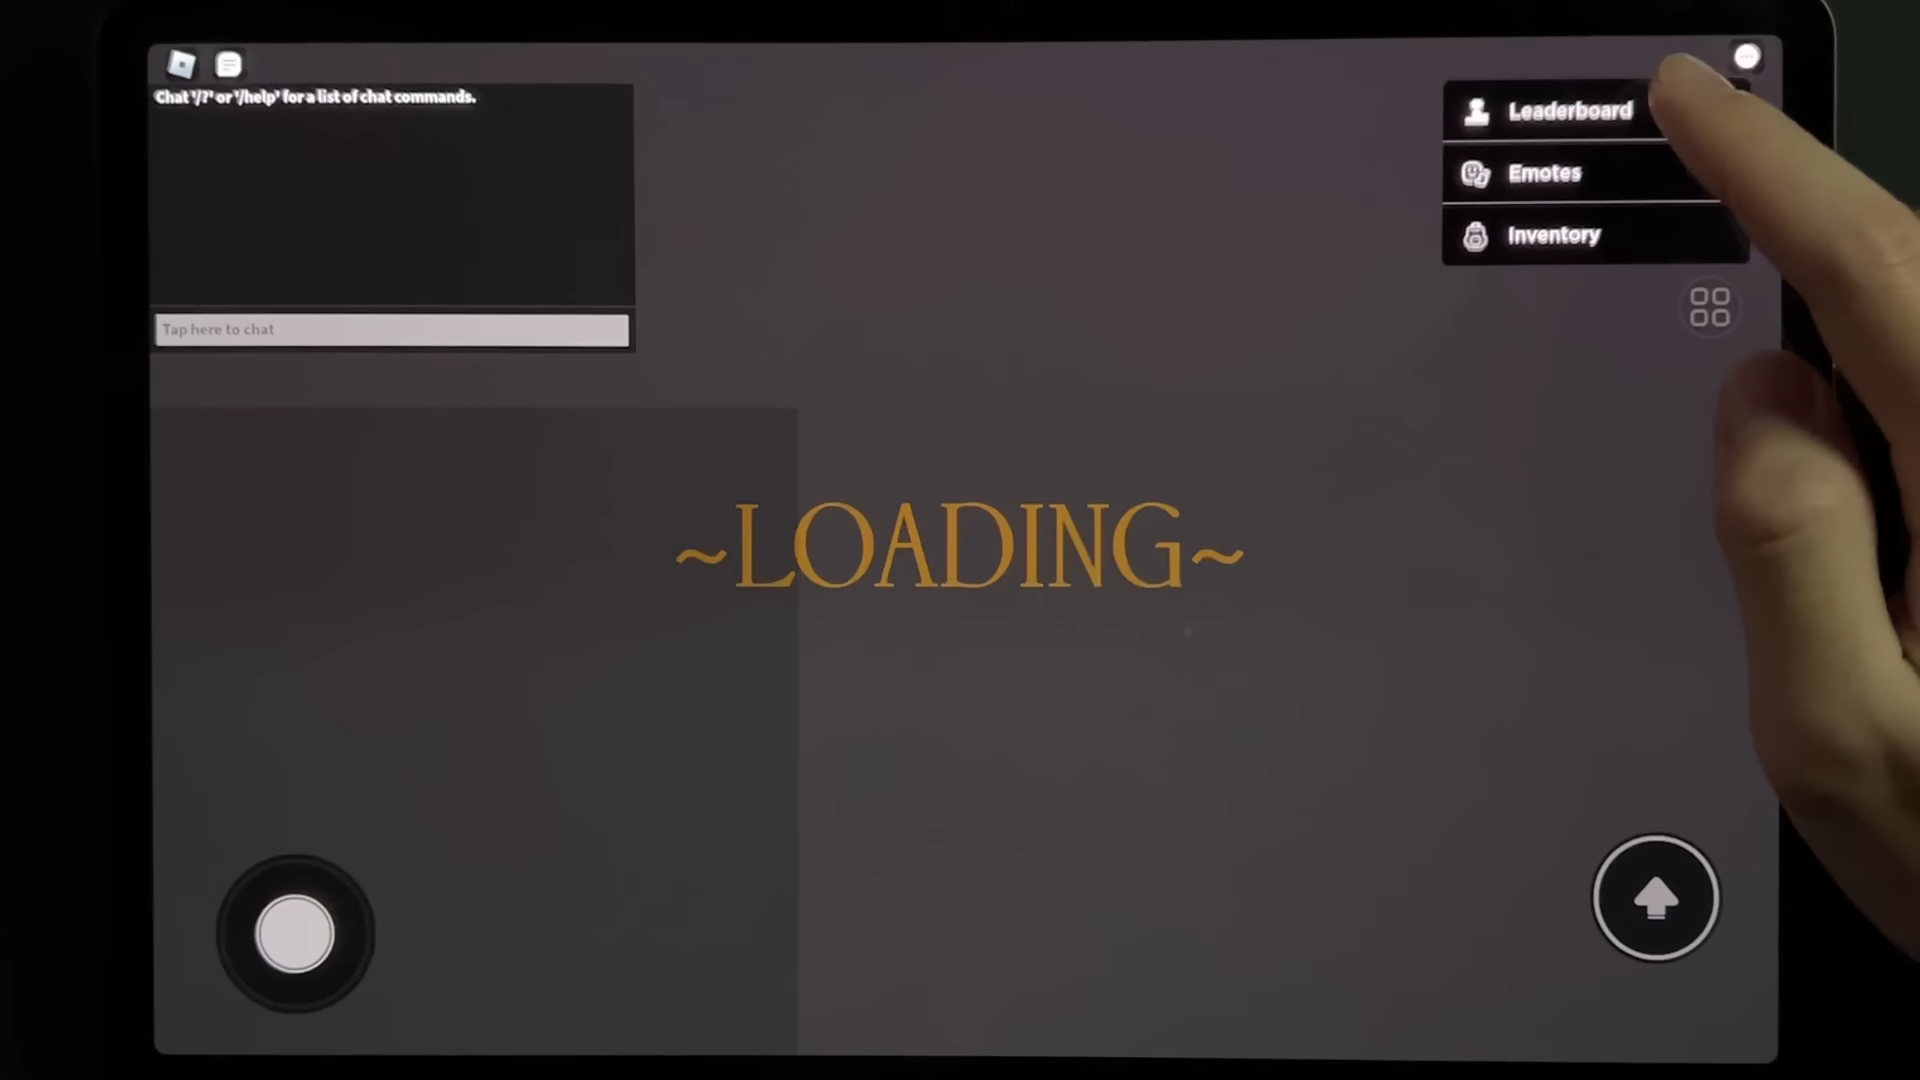 Chat '/?' or '/help' for a list of chat commands.
Tap here to chat
Leaderboard
Emotes
Inventory
~LOADING~